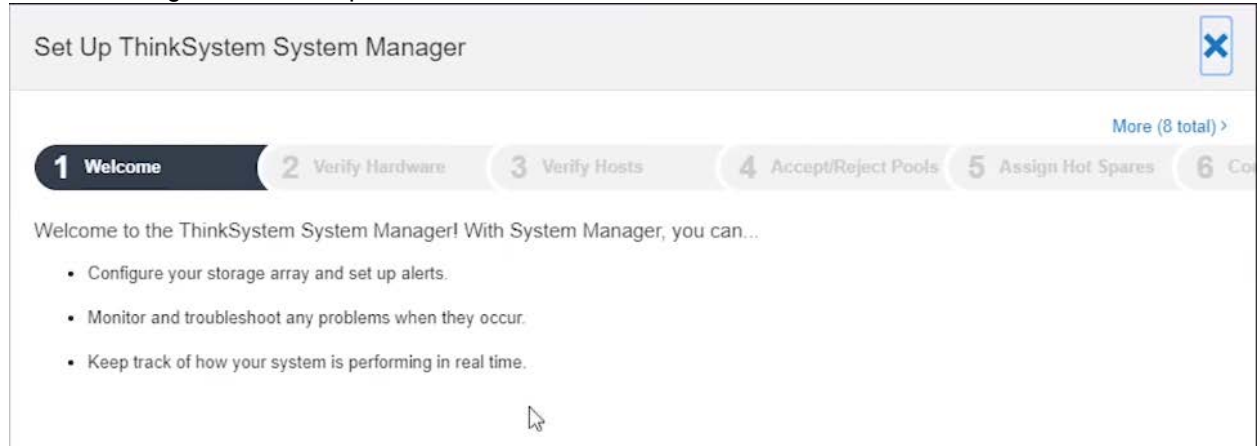 Set Up ThinkSystem System Manager
More (8 total) >
1 Welcome 2 Verify Hardware 3 Verify Hosts 4 Accept/Reject Pools 5 Assign Hot Spares 6
Welcome to the ThinkSystem System Manager! With System Manager, you can...
• Configure your storage array and set up alerts.
• Monitor and troubleshoot any problems when they occur.
• Keep track of how your system is performing in real time.